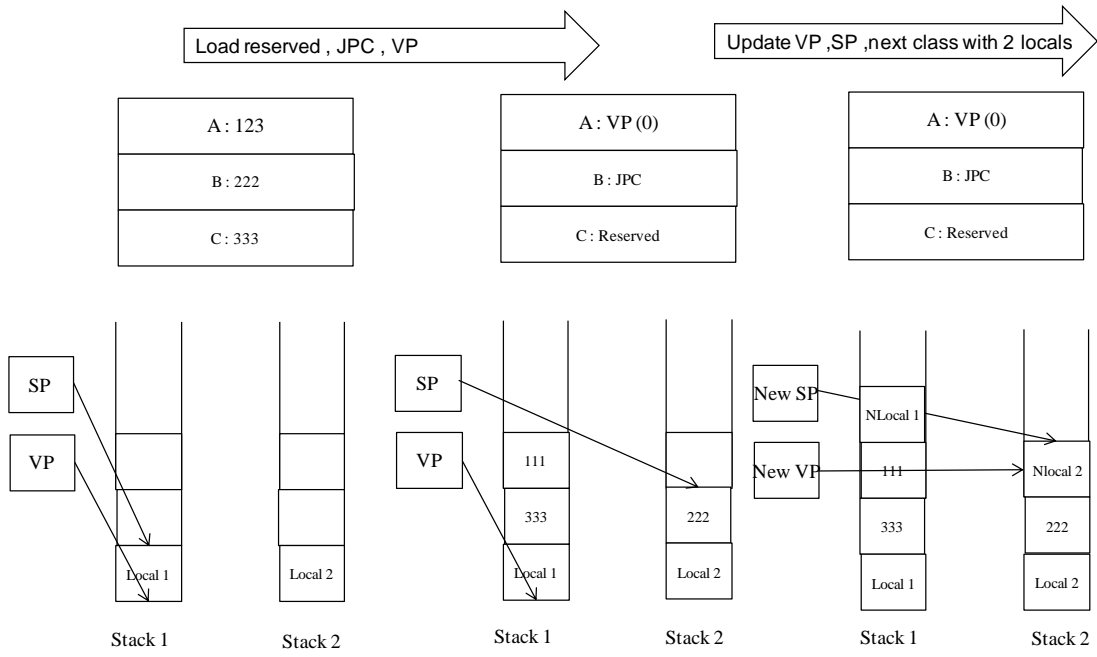 Load reserved , JPC , VP
Update VP ,SP ,next class with 2 locals
A : 123
B : 222
C : 333
A : VP (0)
B : JPC
C : Reserved
A : VP (0)
B : JPC
C : Reserved
SP
VP
Local 1
Local 2
Stack 1
Stack 2
SP
VP
111
333
Local 1
222
Local 2
Stack 1
Stack 2
New SP
New VP
NLocal 1
111
333
Local 1
Nlocal 2
222
Local 2
Stack 1
Stack 2